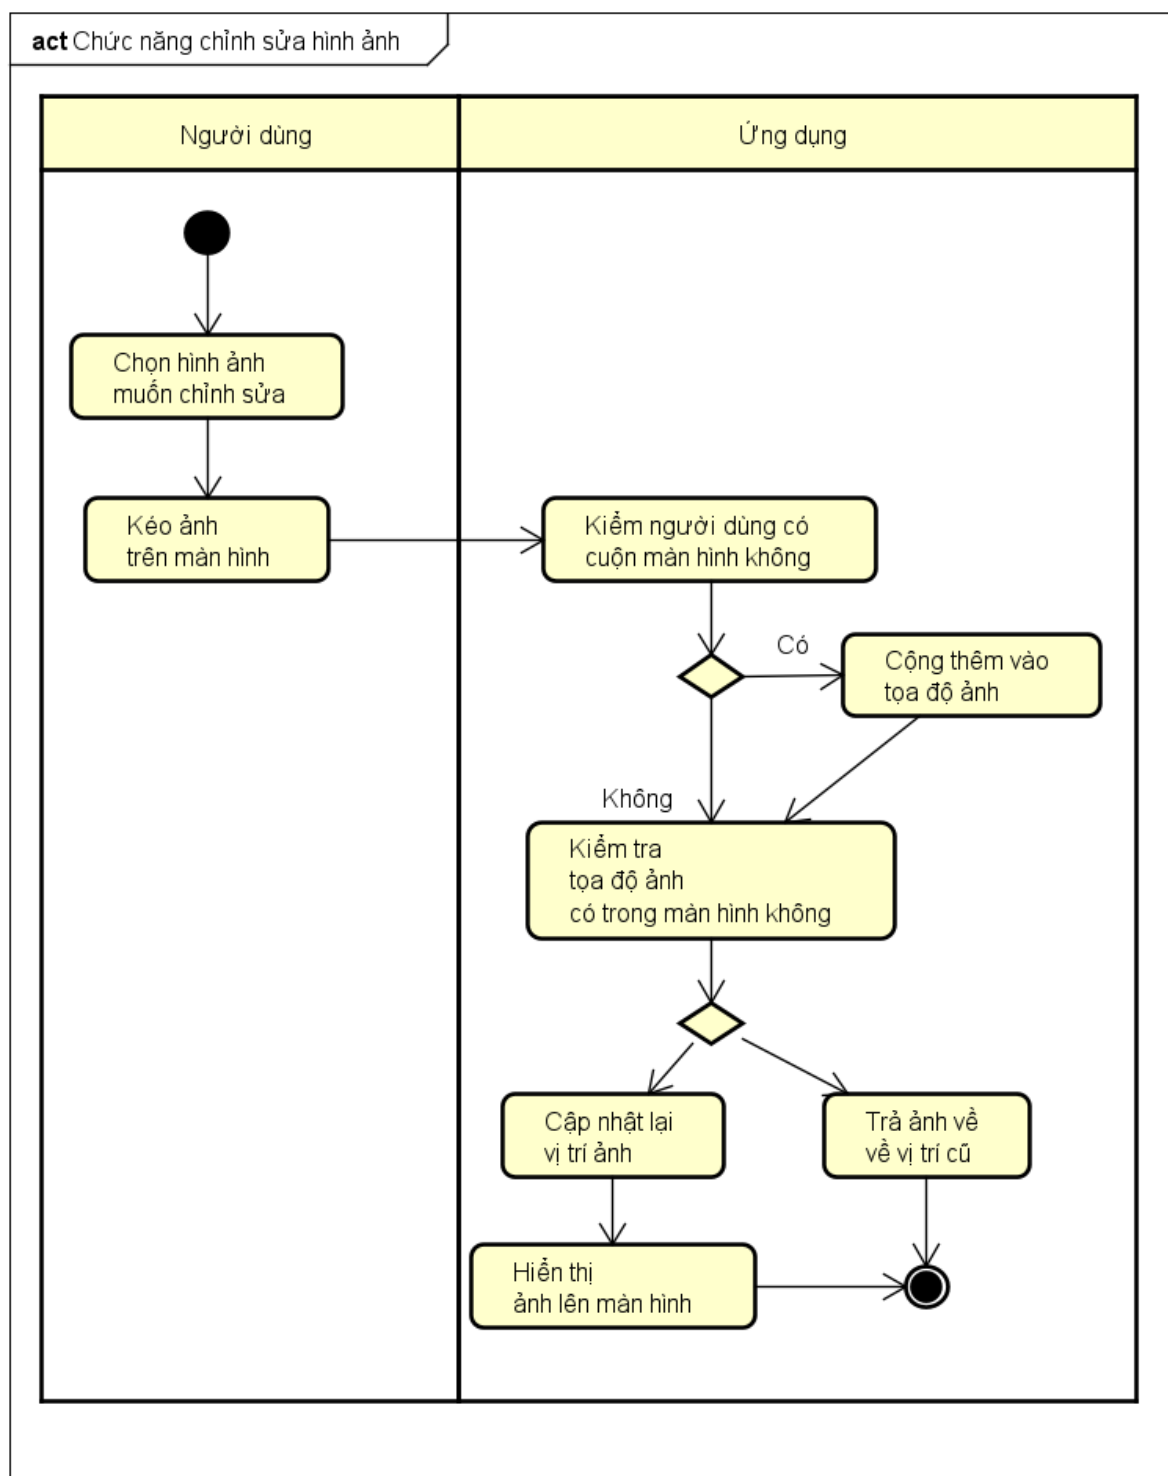 act Chức năng chỉnh sửa hình ảnh
Người dùng
Ứng dụng
Chọn hình ảnh
muốn chỉnh sửa
Kéo ảnh
trên màn hình
Kiểm người dùng có
cuộn màn hình không
Có
Cộng thêm vào
tọa độ ảnh
Không
Kiểm tra
tọa độ ảnh
có trong màn hình không
Cập nhật lại
vị trí ảnh
Trả ảnh về
về vị trí cũ
Hiển thị
ảnh lên màn hình